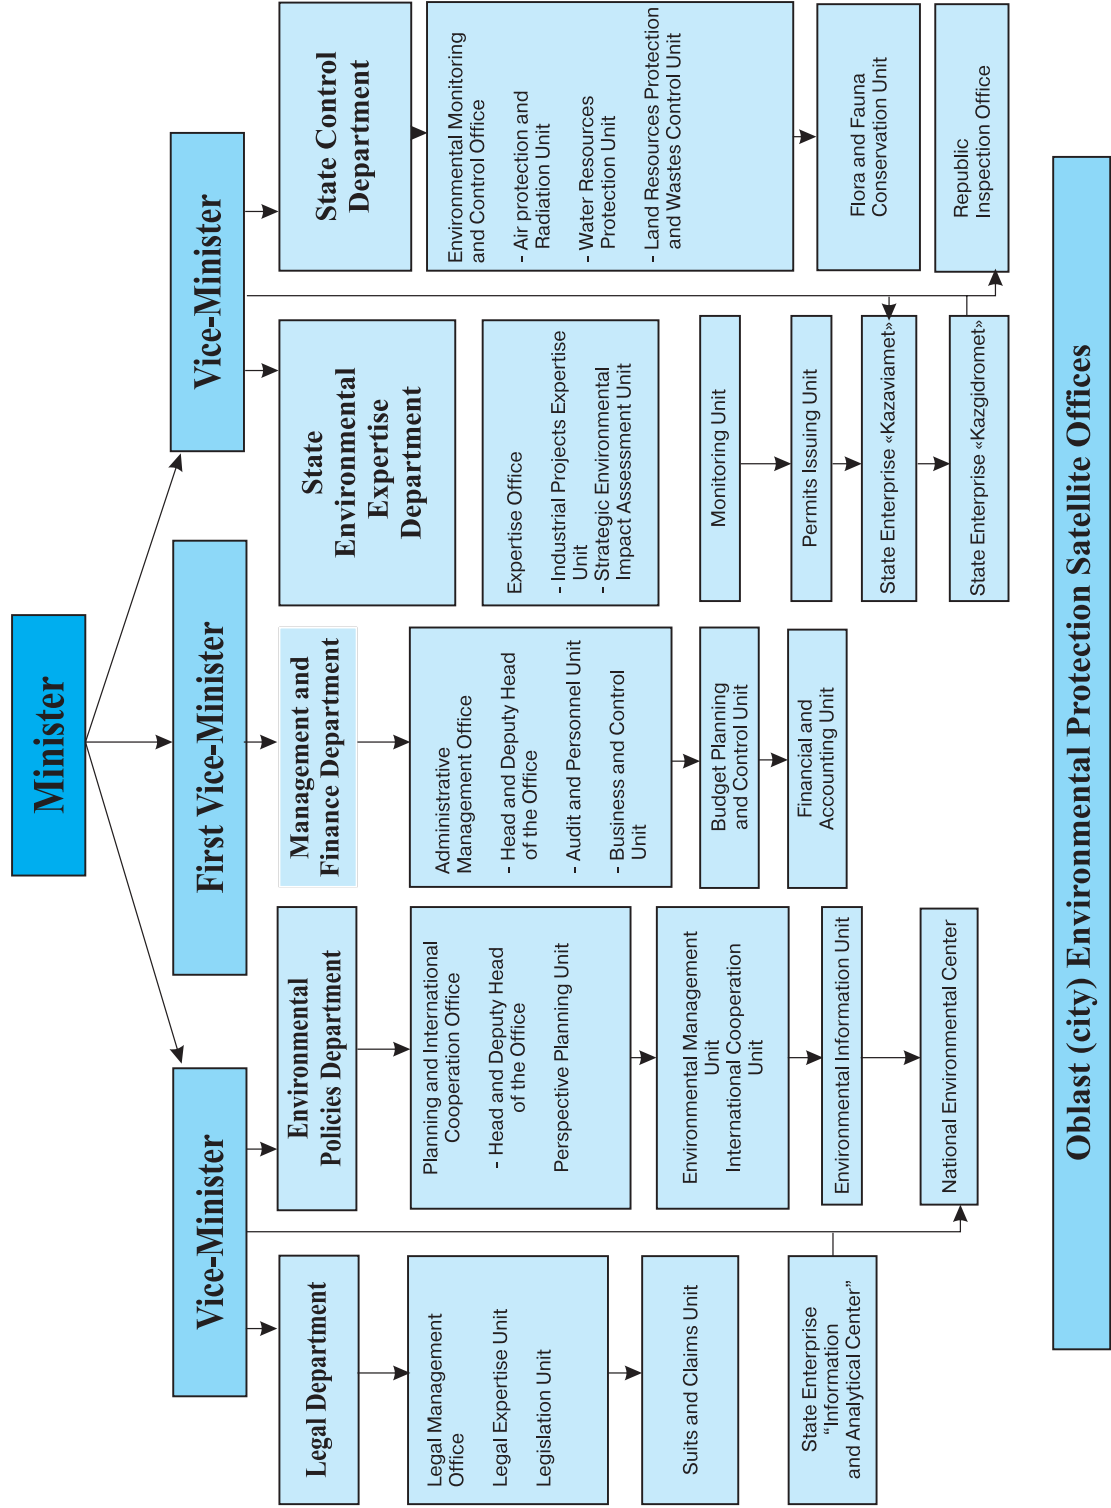 Minister
Vice-Minister
First Vice-Minister
Vice-Minister
Legal Department
Legal Management
Office
Legal Expertise Unit
Legislation Unit
Suits and Claims Unit
State Enterprise
“Information
and Analytical Center”
Environmental
Policies Department
Planning and International
Cooperation Office
- Head and Deputy Head
of the Office
Perspective Planning Unit
Environmental Management
Unit
International Cooperation
Unit
Environmental Information Unit
National Environmental Center
Management and
Finance Department
Administrative
Management Office
- Head and Deputy Head
of the Office
- Audit and Personnel Unit
- Business and Control
Unit
Budget Planning
and Control Unit
Financial and
Accounting Unit
State
Environmental
Expertise
Department
Expertise Office
- Industrial Projects Expertise
Unit
- Strategic Environmental
Impact Assessment Unit
Monitoring Unit
Permits Issuing Unit
State Enterprise «Kazaviamet»
State Enterprise «Kazgidromet»
State Control
Department
Environmental Monitoring
and Control Office
- Air protection and
Radiation Unit
- Water Resources
Protection Unit
- Land Resources Protection
and Wastes Control Unit
Flora and Fauna
Conservation Unit
Republic
Inspection Office
Oblast (city) Environmental Protection Satellite Offices